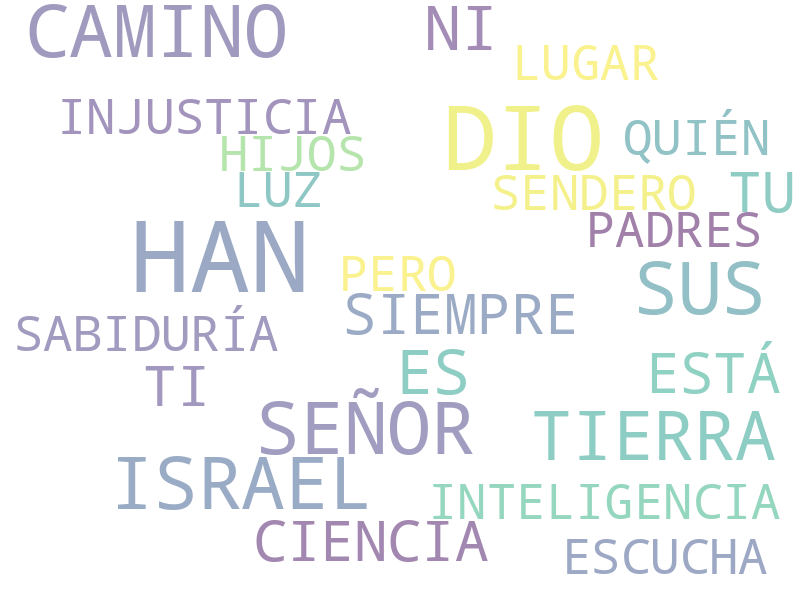 CAMINO
NI
LUGAR
INJUSTICIA
DIO
QUIÉN
HIJOS
LUZ
SENDERO
TU
PADRES
HAN
PERO
SUS
SIEMPRE
SABIDURÍA
ES
ESTÁ
TI
SEÑOR
TIERRA
ISRAEL
INTELIGENCIA
CIENCIA
ESCUCHA